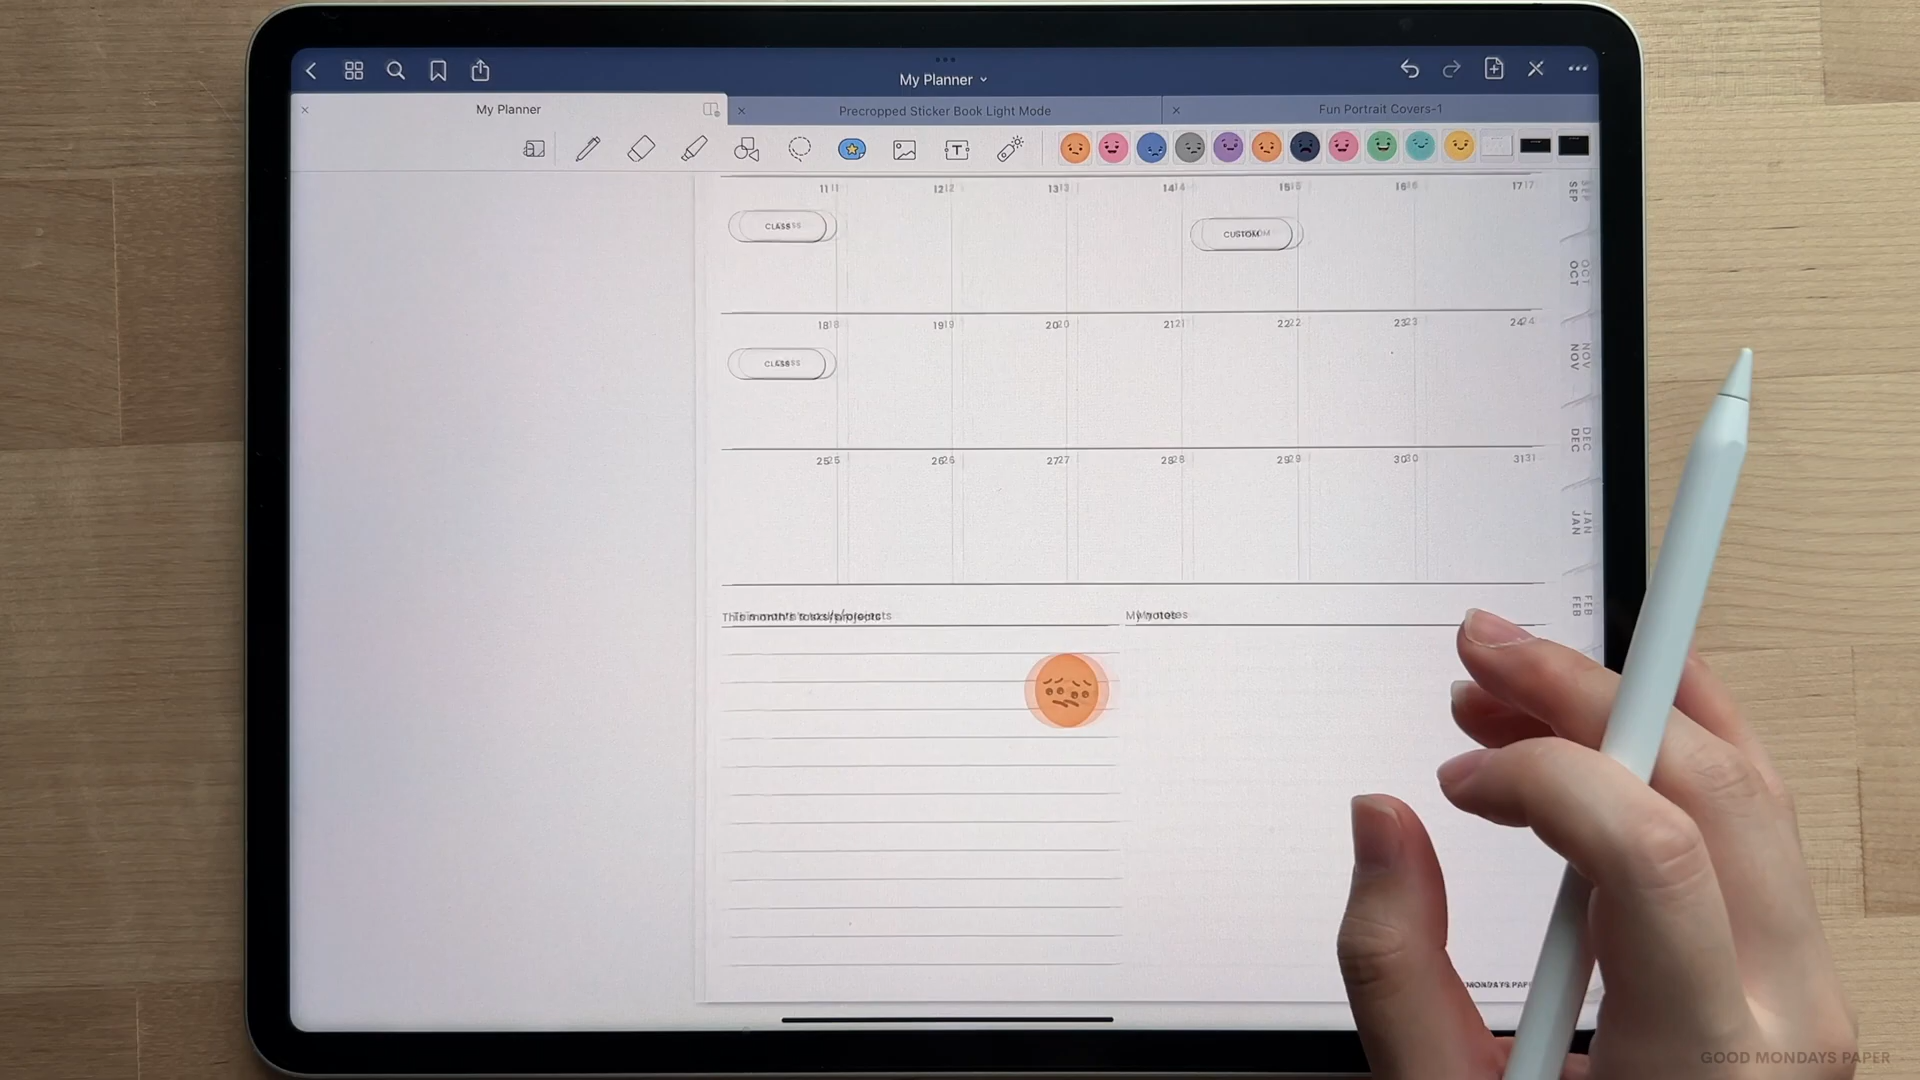 My Planner
My Planner
Precropped Sticker Book Light Mode
Fun Portrait Covers-1
11 12 13 14 15 16 17
SEP
CLASS
CUSTOM
OCT
18 19 20 21 22 23 24
NOV
CLASS
DEC
25 26 27 28 29 30 31
JAN
FEB
This month's tasks/projects
My notes
MONDAYS PAP
GOOD MONDAYS PAPER